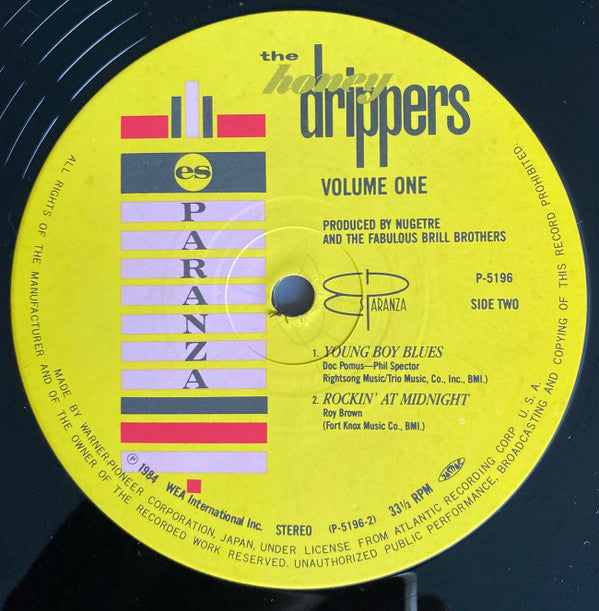 the
honey
drippers
VOLUME ONE
PRODUCED BY NUGETRE
AND THE FABULOUS BRILL BROTHERS
es
PARANZA
ES PARANZA
P-5196
SIDE TWO
1. YOUNG BOY BLUES
Doc Pomus—Phil Spector
Rightsong Music/Trio Music, Co., Inc., BMI.)
2. ROCKIN' AT MIDNIGHT
Roy Brown
(Fort Knox Music Co., BMI.)
℗ 1984 WEA International Inc. STEREO (P-5196-2) 33⅓ RPM
ALL RIGHTS OF THE MANUFACTURER AND OF THE OWNER OF THE RECORDED WORK RESERVED. UNAUTHORIZED PUBLIC PERFORMANCE, BROADCASTING AND COPYING OF THIS RECORD PROHIBITED.
MADE BY WARNER-PIONEER CORPORATION, JAPAN, UNDER LICENSE FROM ATLANTIC RECORDING CORP. U.S.A.